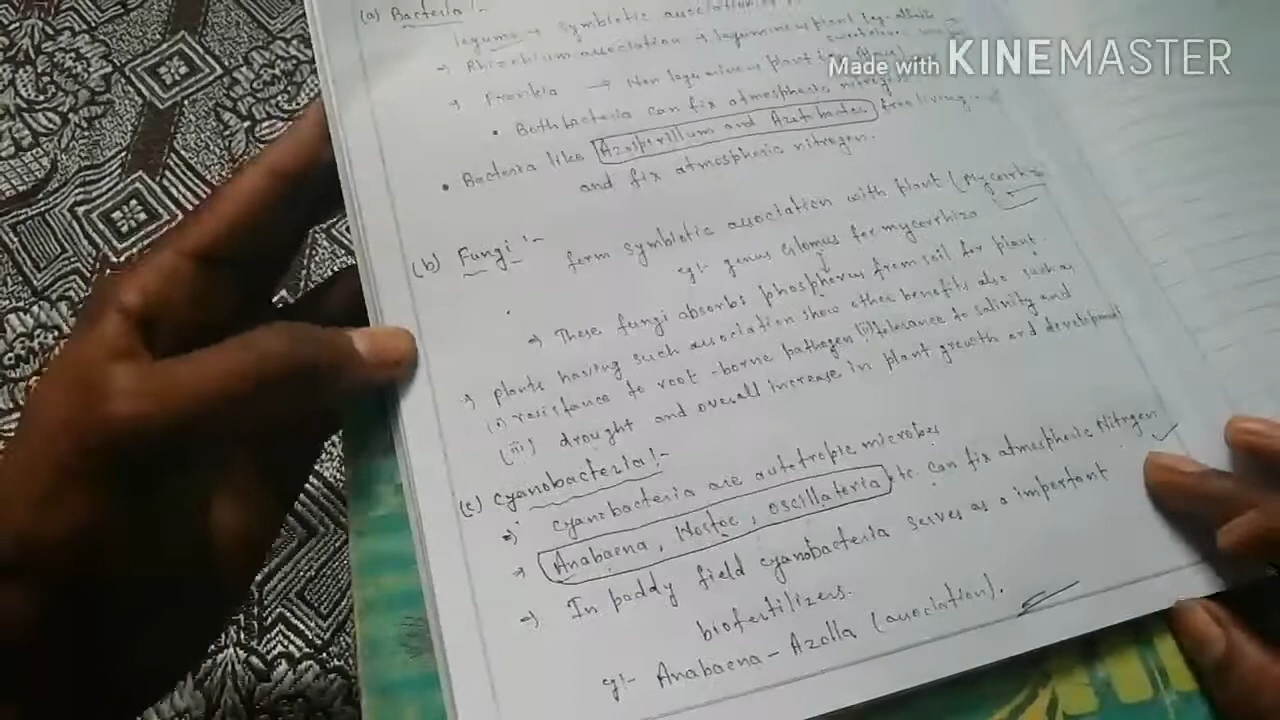 (a) Bacteria :-
legume → symbiotic association
→ Rhizobium association → leguminous plant
Made with KINEMASTER
→ Frankia → Non leguminous plant
• Both bacteria can fix atmospheric nitrogen
• Bacteria like Azosperillum and Azotobacter free living
and fix atmospheric nitrogen.
(b) Fungi :- form symbiotic association with plant (Mycorrhiza
eg:- genus Glomus for mycorrhiza
⇒ These fungi absorbs phosphorus from soil for plant.
→ plants having such association show other benefits also such as
(i) resistance to root-borne pathogen (ii) tolerance to salinity and
(iii) drought and overall increase in plant growth and development
(c) Cyanobacteria :-
⇒ Cyanobacteria are autotropic microbes
→ Anabaena, Nostoc, oscillateria etc. can fix atmospheric Nitrgen
⇒ In paddy field cyanobacteria serves as a important
biofertilizers.
eg:- Anabaena - Azolla (association).